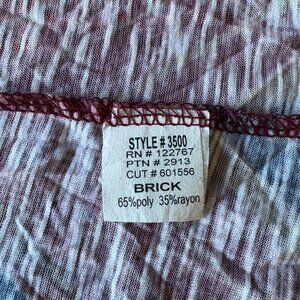 STYLE # 3500
RN # 122767
PTN # 2913
CUT # 601556
BRICK
65%poly 35%rayon